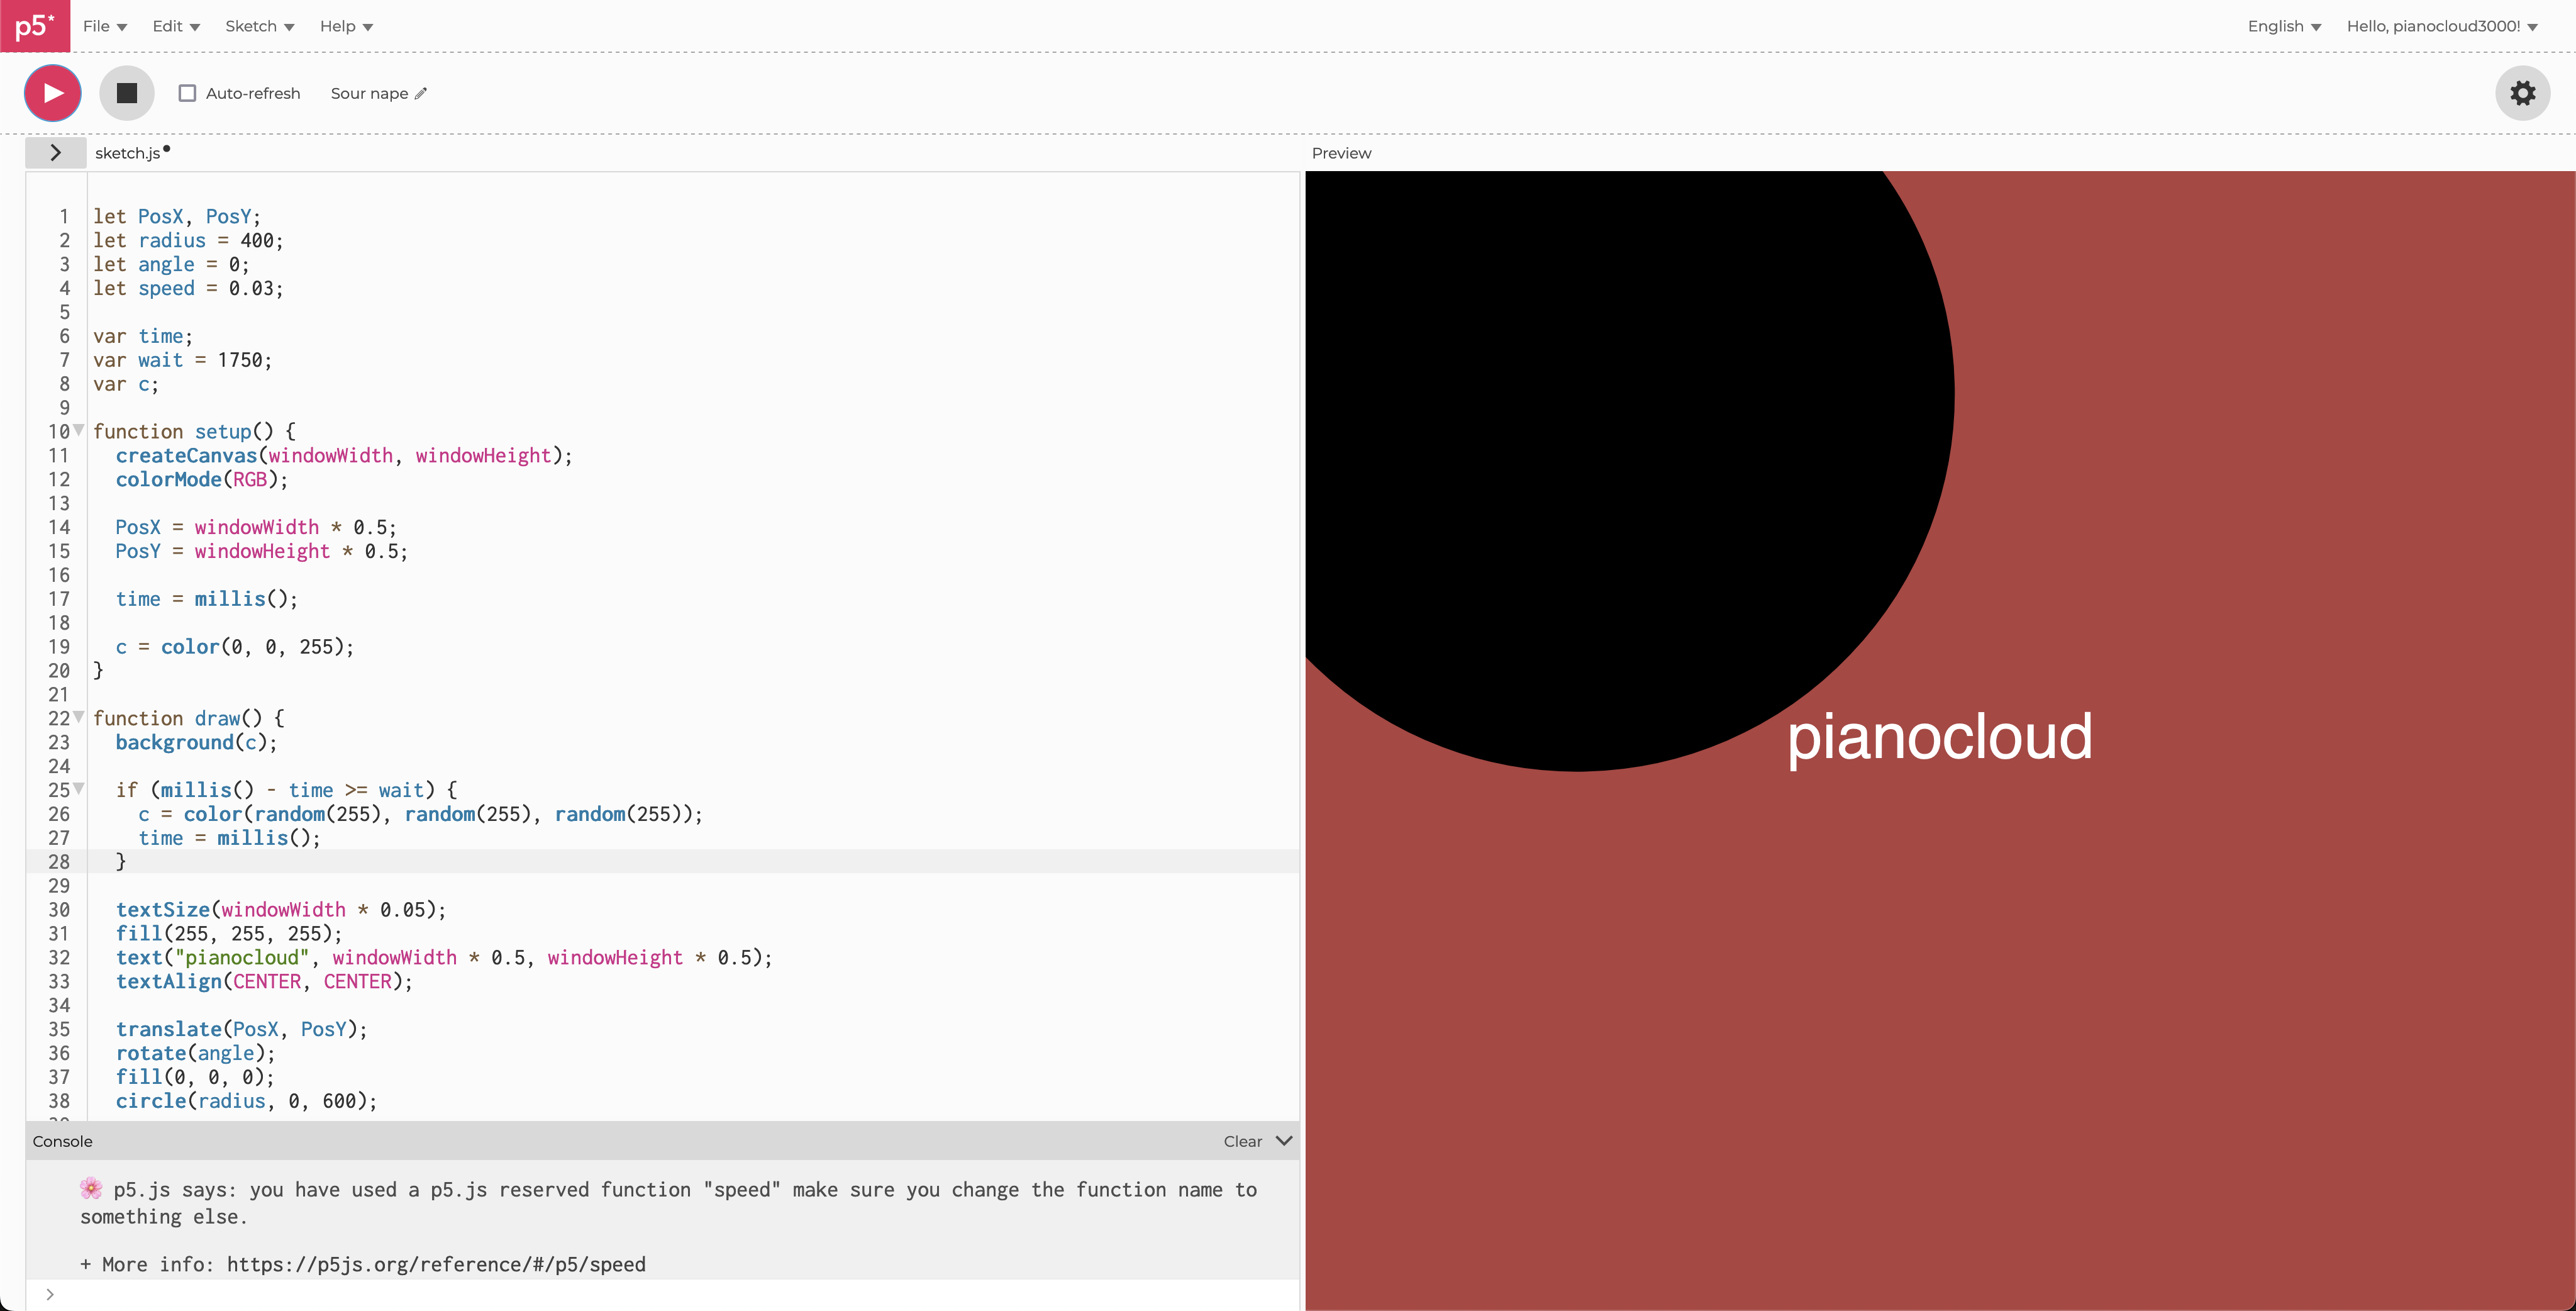 p5*
File Edit Sketch Help English Hello, pianocloud3000!
Auto-refresh Sour nape
> sketch.js
Preview
1 let PosX, PosY;
2 let radius = 400;
3 let angle = 0;
4 let speed = 0.03;
5
6 var time;
7 var wait = 1750;
8 var c;
9
10 function setup() {
11 createCanvas(windowWidth, windowHeight);
12 colorMode(RGB);
13
14 PosX = windowWidth * 0.5;
15 PosY = windowHeight * 0.5;
16
17 time = millis();
18
19 c = color(0, 0, 255);
20 }
21
22 function draw() {
23 background(c);
24
25 if (millis() - time >= wait) {
26 c = color(random(255), random(255), random(255));
27 time = millis();
28 }
29
30 textSize(windowWidth * 0.05);
31 fill(255, 255, 255);
32 text("pianocloud", windowWidth * 0.5, windowHeight * 0.5);
33 textAlign(CENTER, CENTER);
34
35 translate(PosX, PosY);
36 rotate(angle);
37 fill(0, 0, 0);
38 circle(radius, 0, 600);
Console Clear
🌸 p5.js says: you have used a p5.js reserved function "speed" make sure you change the function name to
something else.
+ More info: https://p5js.org/reference/#/p5/speed
>
pianocloud